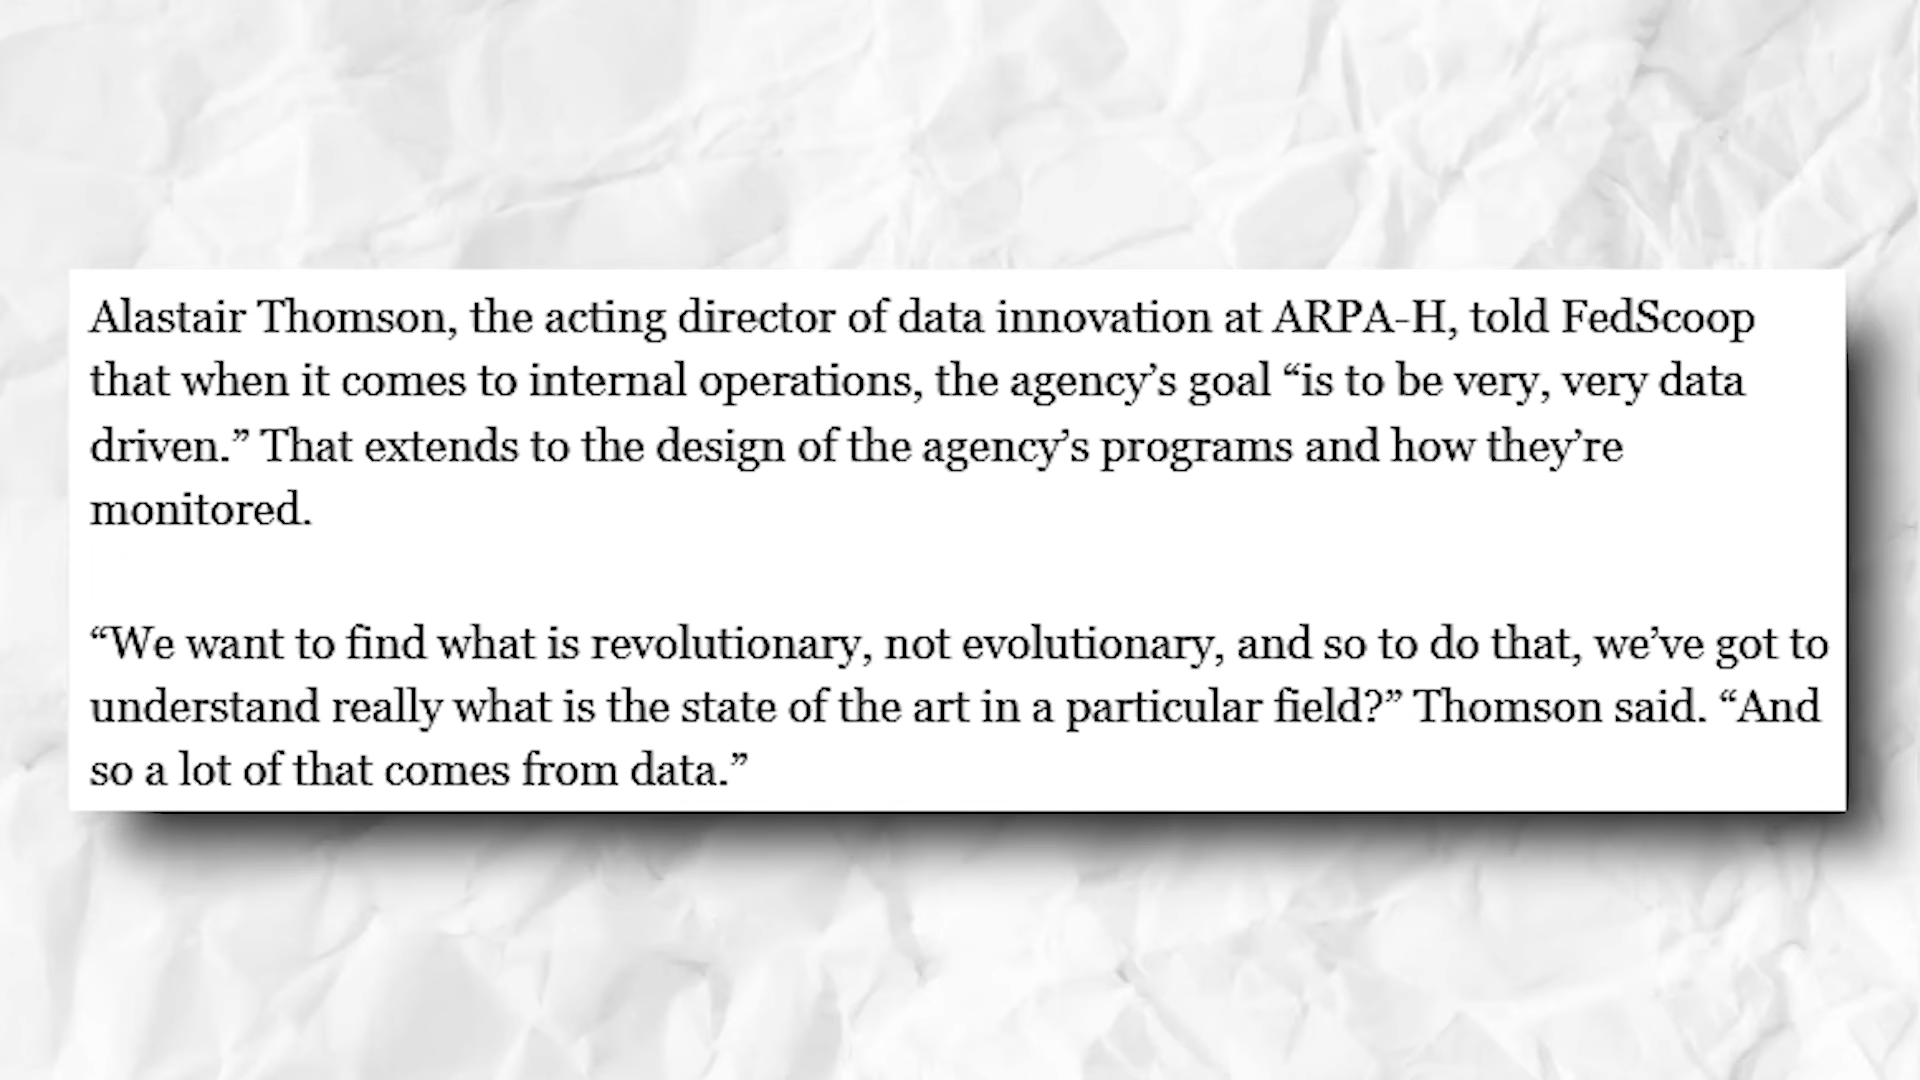 Alastair Thomson, the acting director of data innovation at ARPA-H, told FedScoop
that when it comes to internal operations, the agency’s goal “is to be very, very data
driven.” That extends to the design of the agency’s programs and how they’re
monitored.
“We want to find what is revolutionary, not evolutionary, and so to do that, we’ve got to
understand really what is the state of the art in a particular field?” Thomson said. “And
so a lot of that comes from data.”